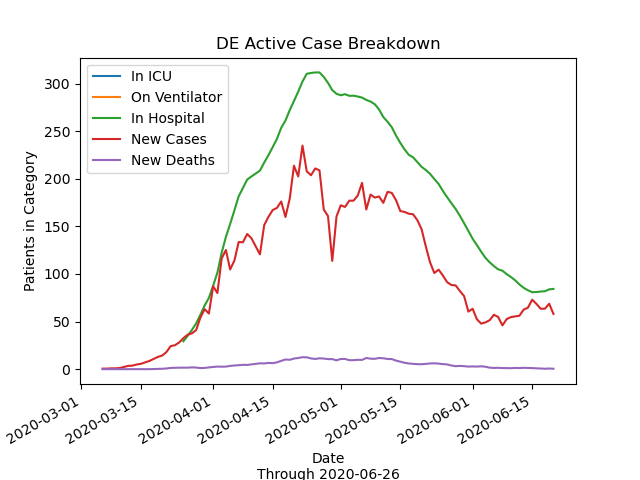 DE Active Case Breakdown
In ICU
On Ventilator
In Hospital
New Cases
New Deaths
Patients in Category
300
250
200
150
100
50
0
2020-03-01
2020-03-15
2020-04-01
2020-04-15
2020-05-01
2020-05-15
2020-06-01
2020-06-15
Date
Through 2020-06-26